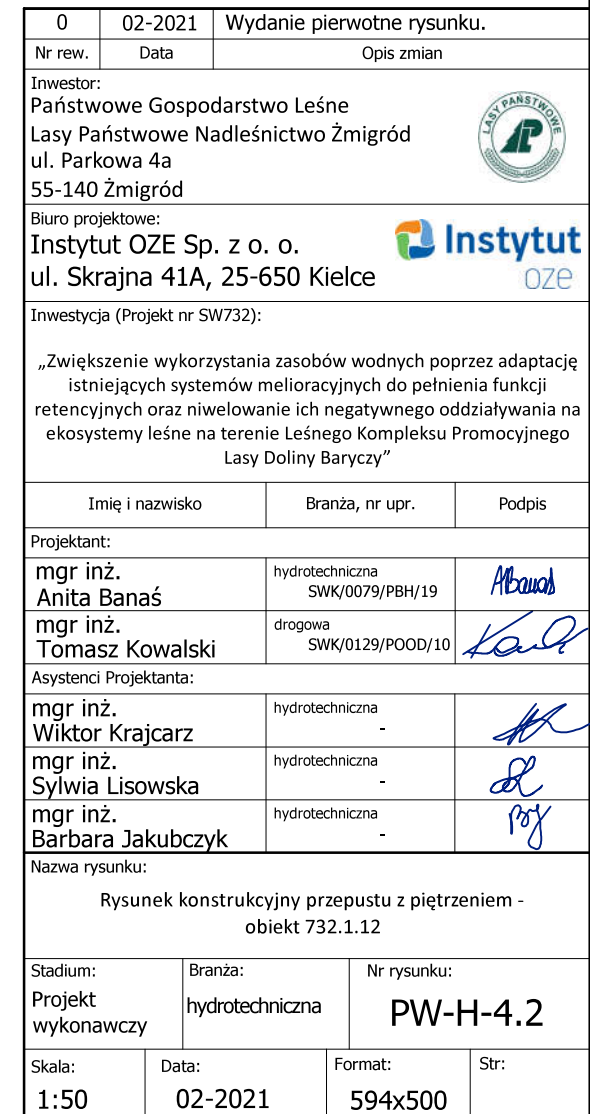 0 02-2021 Wydanie pierwotne rysunku.
Nr rew. Data Opis zmian
Inwestor:
Państwowe Gospodarstwo Leśne
Lasy Państwowe Nadleśnictwo Żmigród
ul. Parkowa 4a
55-140 Żmigród
LASY PAŃSTWOWE
Biuro projektowe:
Instytut OZE Sp. z o. o.
ul. Skrajna 41A, 25-650 Kielce
Instytut
oze
Inwestycja (Projekt nr SW732):
„Zwiększenie wykorzystania zasobów wodnych poprzez adaptację
istniejących systemów melioracyjnych do pełnienia funkcji
retencyjnych oraz niwelowanie ich negatywnego oddziaływania na
ekosystemy leśne na terenie Leśnego Kompleksu Promocyjnego
Lasy Doliny Baryczy”
Imię i nazwisko Branża, nr upr. Podpis
Projektant:
mgr inż.
Anita Banaś
hydrotechniczna
SWK/0079/PBH/19
ABanaś
mgr inż.
Tomasz Kowalski
drogowa
SWK/0129/POOD/10
Asystenci Projektanta:
mgr inż.
Wiktor Krajcarz
hydrotechniczna
-
mgr inż.
Sylwia Lisowska
hydrotechniczna
-
mgr inż.
Barbara Jakubczyk
hydrotechniczna
-
Nazwa rysunku:
Rysunek konstrukcyjny przepustu z piętrzeniem -
obiekt 732.1.12
Stadium:
Projekt
wykonawczy
Branża:
hydrotechniczna
Nr rysunku:
PW-H-4.2
Skala:
1:50
Data:
02-2021
Format:
594x500
Str: